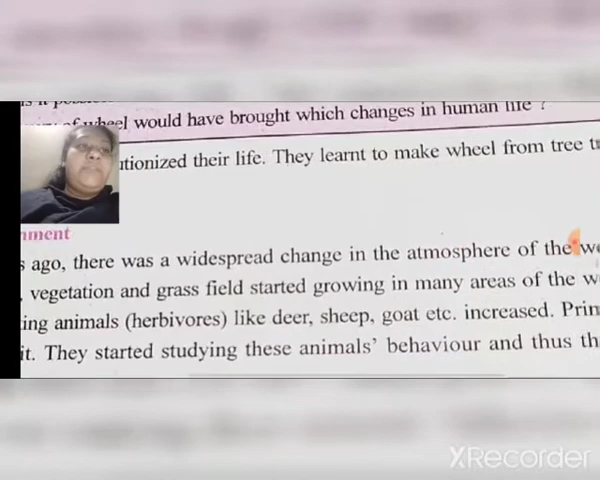 wheel would have brought which changes in human life ?
utionized their life. They learnt to make wheel from tree
nment
s ago, there was a widespread change in the atmosphere of the
vegetation and grass field started growing in many areas of the
ing animals (herbivores) like deer, sheep, goat etc. increased.
it. They started studying these animals' behaviour and thus
XRecorder